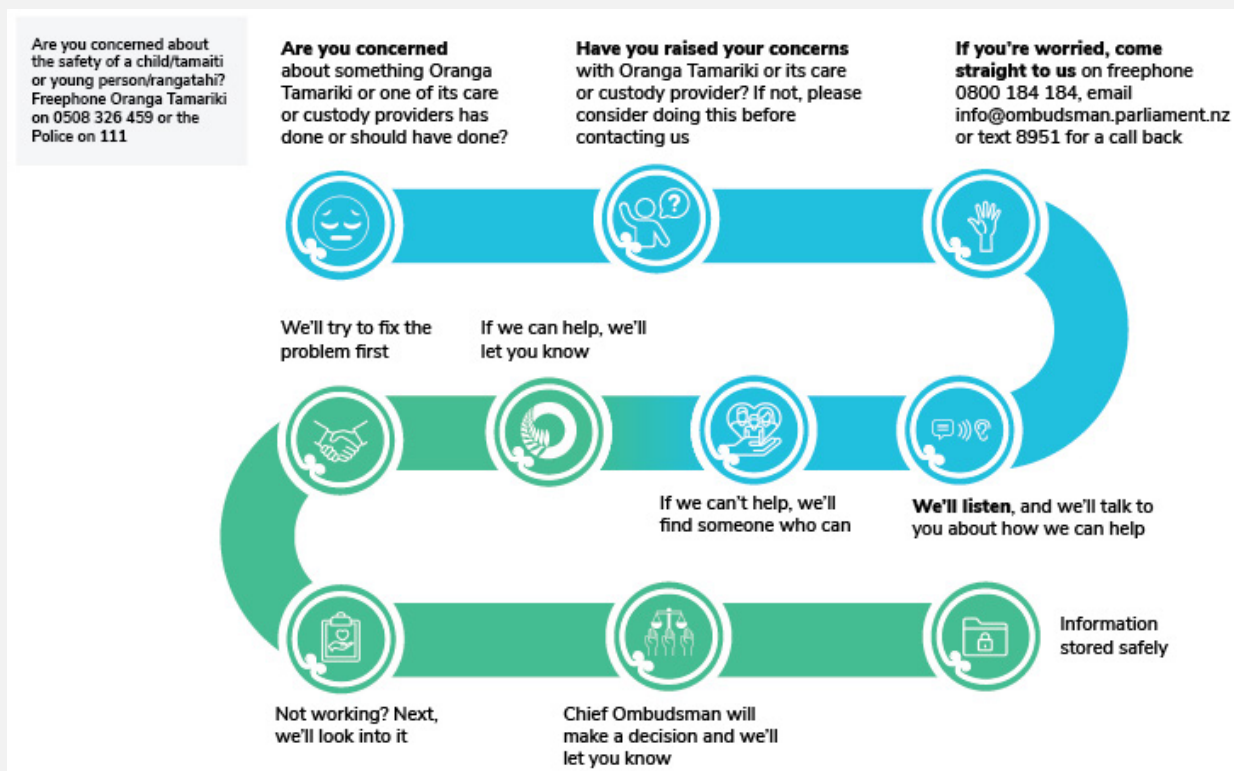 Are you concerned about
the safety of a child/tamaiti
or young person/rangatahi?
Freephone Oranga Tamariki
on 0508 326 459 or the
Police on 111
Are you concerned
about something Oranga
Tamariki or one of its care
or custody providers has
done or should have done?
Have you raised your concerns
with Oranga Tamariki or its care
or custody provider? If not, please
consider doing this before
contacting us
If you're worried, come
straight to us on freephone
0800 184 184, email
info@ombudsman.parliament.nz
or text 8951 for a call back
?
We'll listen, and we'll talk to
you about how we can help
If we can't help, we'll
find someone who can
If we can help, we'll
let you know
We'll try to fix the
problem first
Not working? Next,
we'll look into it
Chief Ombudsman will
make a decision and we'll
let you know
Information
stored safely